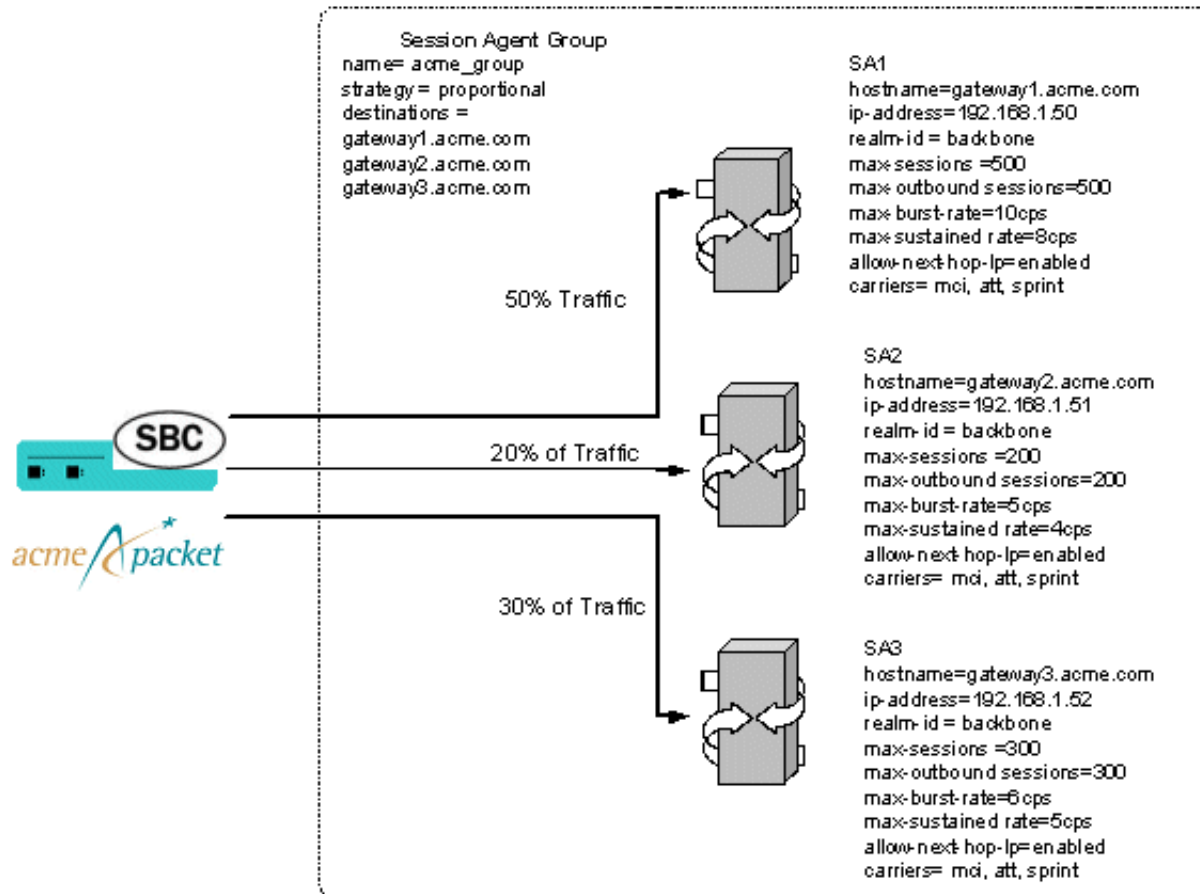 Session Agent Group
name= acme_group
strategy= proportional
destinations =
gateway1.acme.com
gateway2.acme.com
gateway3.acme.com
SA1
hostname=gateway1.acme.com
ip-address=192.168.1.50
realm-id = backbone
max-sessions =500
max-outbound sessions=500
max-burst-rate=10cps
max-sustained rate=8cps
allow-next-hop-lp=enabled
carriers= mci, att, sprint
50% Traffic
SA2
hostname=gateway2.acme.com
ip-address=192.168.1.51
realm-id = backbone
max-sessions =200
max-outbound sessions=200
max-burst-rate=5cps
max-sustained rate=4cps
allow-next-hop-lp=enabled
carriers= mci, att, sprint
SBC
20% of Traffic
acme packet
30% of Traffic
SA3
hostname=gateway3.acme.com
ip-address=192.168.1.52
realm-id = backbone
max-sessions =300
max-outbound sessions=300
max-burst-rate=6cps
max-sustained rate=5cps
allow-next-hop-lp=enabled
carriers= mci, att, sprint